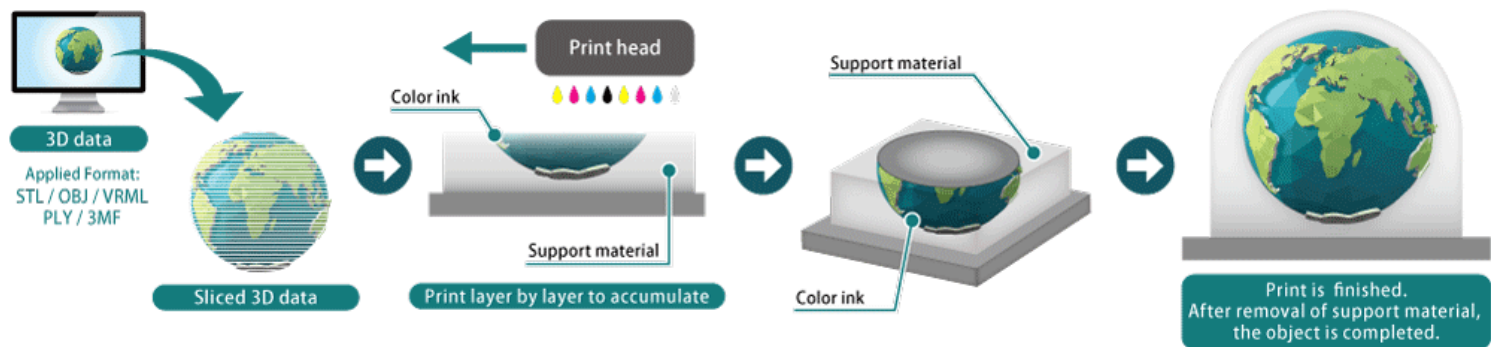 3D data
Applied Format:
STL / OBJ / VRML
PLY / 3MF
Sliced 3D data
Print head
Color ink
Support material
Print layer by layer to accumulate
Support material
Color ink
Print is finished.
After removal of support material,
the object is completed.